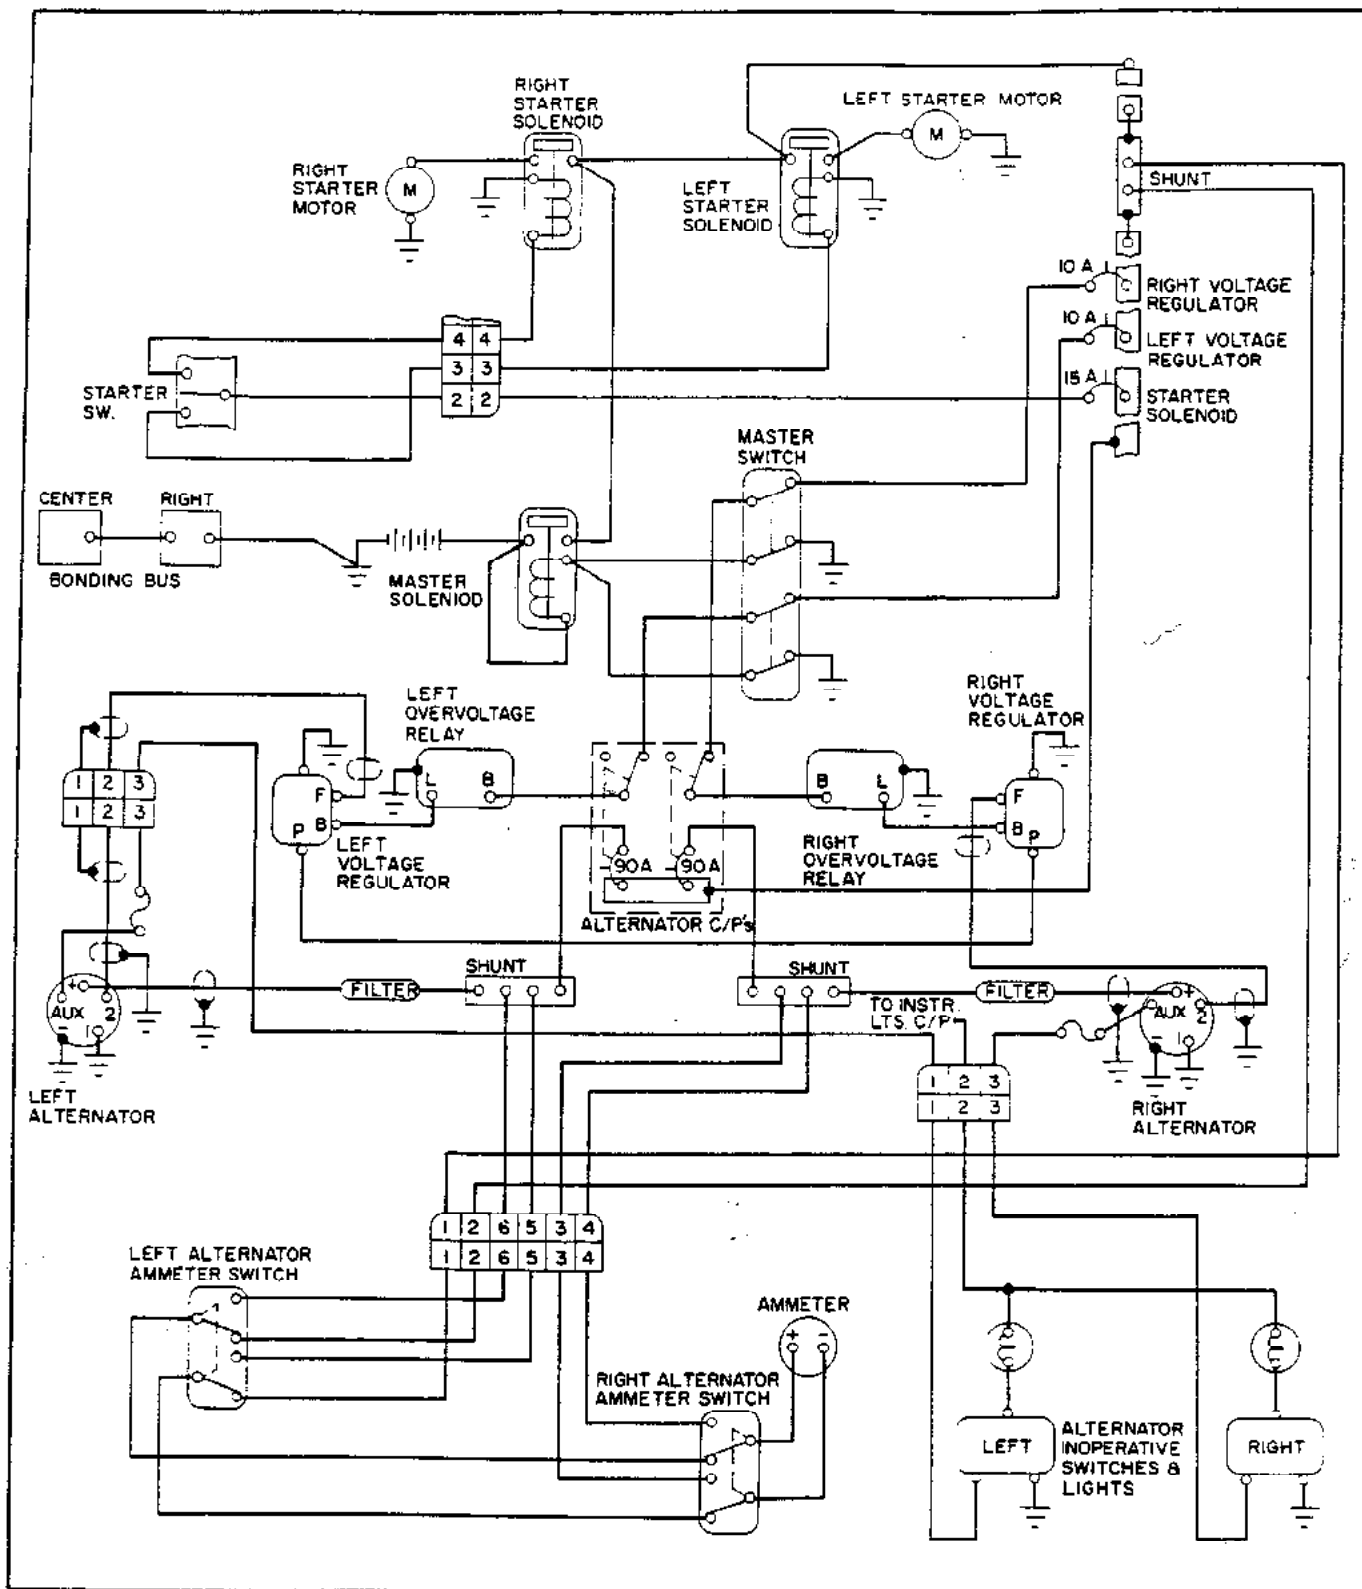 RIGHT
STARTER
SOLENOID
LEFT STARTER MOTOR
M
RIGHT
STARTER
MOTOR
M
LEFT
STARTER
SOLENOID
SHUNT
10 A
RIGHT VOLTAGE
REGULATOR
10 A
LEFT VOLTAGE
REGULATOR
15 A
STARTER
SOLENOID
4 4
3 3
2 2
STARTER
SW.
MASTER
SWITCH
CENTER
RIGHT
BONDING BUS
MASTER
SOLENIOD
LEFT
OVERVOLTAGE
RELAY
RIGHT
VOLTAGE
REGULATOR
1 2 3
1 2 3
F
B
P
L
B
B
L
F
B
P
LEFT
VOLTAGE
REGULATOR
90 A
90 A
RIGHT
OVERVOLTAGE
RELAY
ALTERNATOR C/P's
SHUNT
SHUNT
FILTER
FILTER
TO INSTR.
LTS. C/P
+
AUX 2
- 1
+
AUX 2
- 1
LEFT
ALTERNATOR
1 2 3
1 2 3
RIGHT
ALTERNATOR
1 2 6 5 3 4
1 2 6 5 3 4
LEFT ALTERNATOR
AMMETER SWITCH
AMMETER
+ -
RIGHT ALTERNATOR
AMMETER SWITCH
LEFT
ALTERNATOR
INOPERATIVE
SWITCHES &
LIGHTS
RIGHT